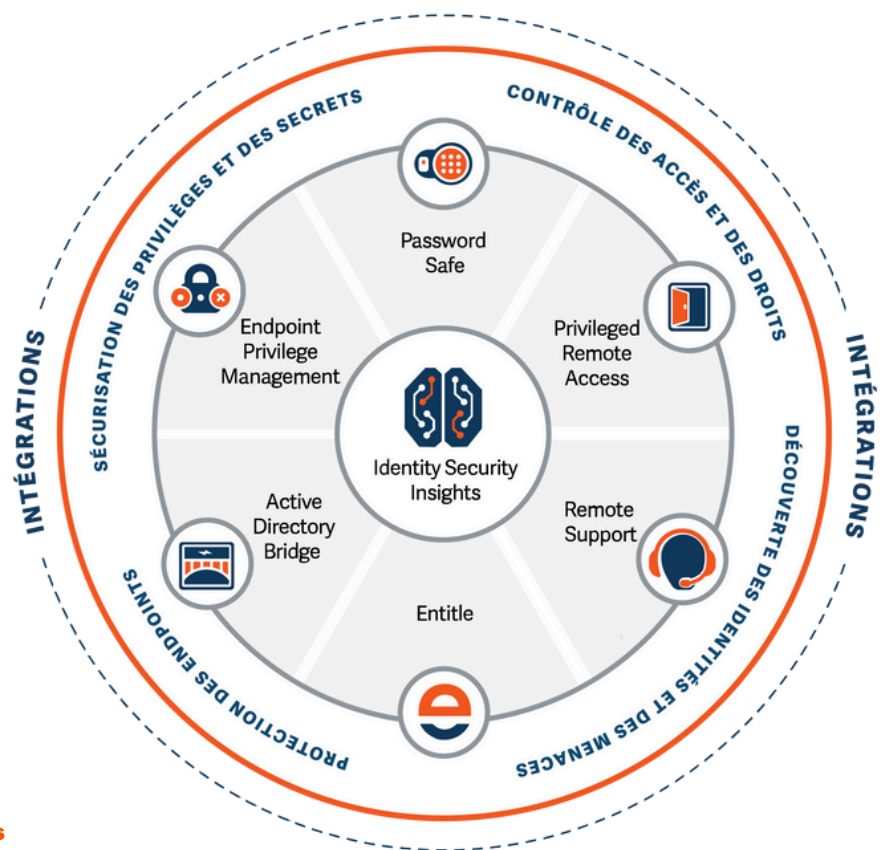 SÉCURISATION DES PRIVILÈGES ET DES SECRETS
CONTRÔLE DES ACCÈS ET DES DROITS
Password
Safe
Endpoint
Privilege
Management
Privileged
Remote
Access
INTÉGRATIONS
INTÉGRATIONS
Identity Security
Insights
Active
Directory
Bridge
Remote
Support
Entitle
PROTECTION DES ENDPOINTS
DÉCOUVERTE DES IDENTITÉS ET DES MENACES
s